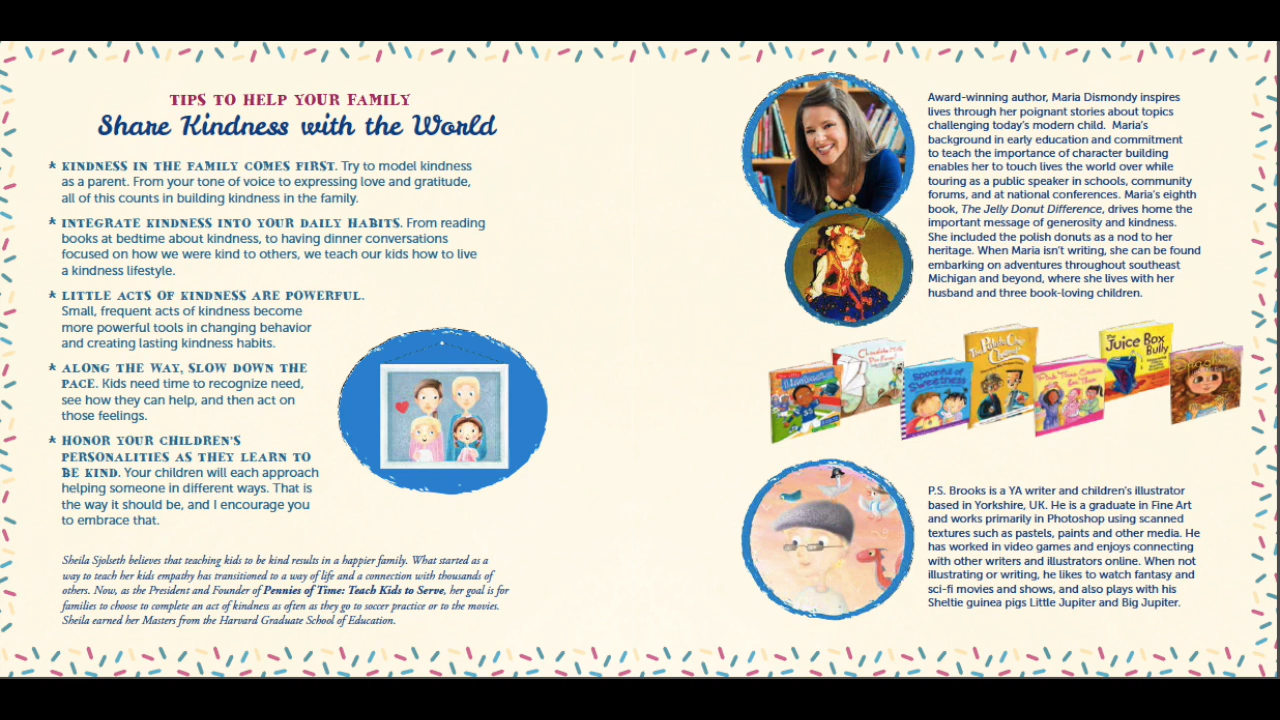 TIPS TO HELP YOUR FAMILY
Share Kindness with the World
* KINDNESS IN THE FAMILY COMES FIRST. Try to model kindness
as a parent. From your tone of voice to expressing love and gratitude,
all of this counts in building kindness in the family.
* INTEGRATE KINDNESS INTO YOUR DAILY HABITS. From reading
books at bedtime about kindness, to having dinner conversations
focused on how we were kind to others, we teach our kids how to live
a kindness lifestyle.
* LITTLE ACTS OF KINDNESS ARE POWERFUL.
Small, frequent acts of kindness become
more powerful tools in changing behavior
and creating lasting kindness habits.
* ALONG THE WAY, SLOW DOWN THE
PACE. Kids need time to recognize need,
see how they can help, and then act on
those feelings.
* HONOR YOUR CHILDREN'S
PERSONALITIES AS THEY LEARN TO
BE KIND. Your children will each approach
helping someone in different ways. That is
the way it should be, and I encourage you
to embrace that.
Sheila Sjolseth believes that teaching kids to be kind results in a happier family. What started as a
way to teach her kids empathy has transitioned to a way of life and a connection with thousands of
others. Now, as the President and Founder of Pennies of Time: Teach Kids to Serve, her goal is for
families to choose to complete an act of kindness as often as they go to soccer practice or to the movies.
Sheila earned her Masters from the Harvard Graduate School of Education.
Award-winning author, Maria Dismondy inspires
lives through her poignant stories about topics
challenging today's modern child. Maria's
background in early education and commitment
to teach the importance of character building
enables her to touch lives the world over while
touring as a public speaker in schools, community
forums, and at national conferences. Maria's eighth
book, The Jelly Donut Difference, drives home the
important message of generosity and kindness.
She included the polish donuts as a nod to her
heritage. When Maria isn't writing, she can be found
embarking on adventures throughout southeast
Michigan and beyond, where she lives with her
husband and three book-loving children.
Chocolate Milk
Spoonful of
Sweetness
The Potato Chip
Champ
The
Juice Box
Bully
P.S. Brooks is a YA writer and children's illustrator
based in Yorkshire, UK. He is a graduate in Fine Art
and works primarily in Photoshop using scanned
textures such as pastels, paints and other media. He
has worked in video games and enjoys connecting
with other writers and illustrators online. When not
illustrating or writing, he likes to watch fantasy and
sci-fi movies and shows, and also plays with his
Sheltie guinea pigs Little Jupiter and Big Jupiter.